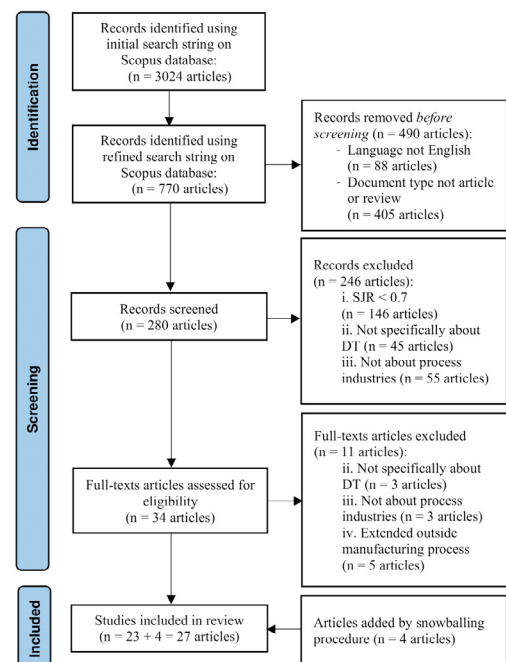 Identification
Records identified using
initial search string on
Scopus database:
(n = 3024 articles)
Records identified using
refined search string on
Scopus database:
(n = 770 articles)
Records removed before
screening (n = 490 articles):
- Language not English
(n = 88 articles)
- Document type not article
or review
(n = 405 articles)
Screening
Records screened
(n = 280 articles)
Records excluded
(n = 246 articles):
i. SJR < 0.7
(n = 146 articles)
ii. Not specifically about
DT (n = 45 articles)
iii. Not about process
industries (n = 55 articles)
Full-texts articles assessed for
eligibility
(n = 34 articles)
Full-texts articles excluded
(n = 11 articles):
ii. Not specifically about
DT (n = 3 articles)
iii. Not about process
industries (n = 3 articles)
iv. Extended outside
manufacturing process
(n = 5 articles)
Included
Studies included in review
(n = 23 + 4 = 27 articles)
Articles added by snowballing
procedure (n = 4 articles)